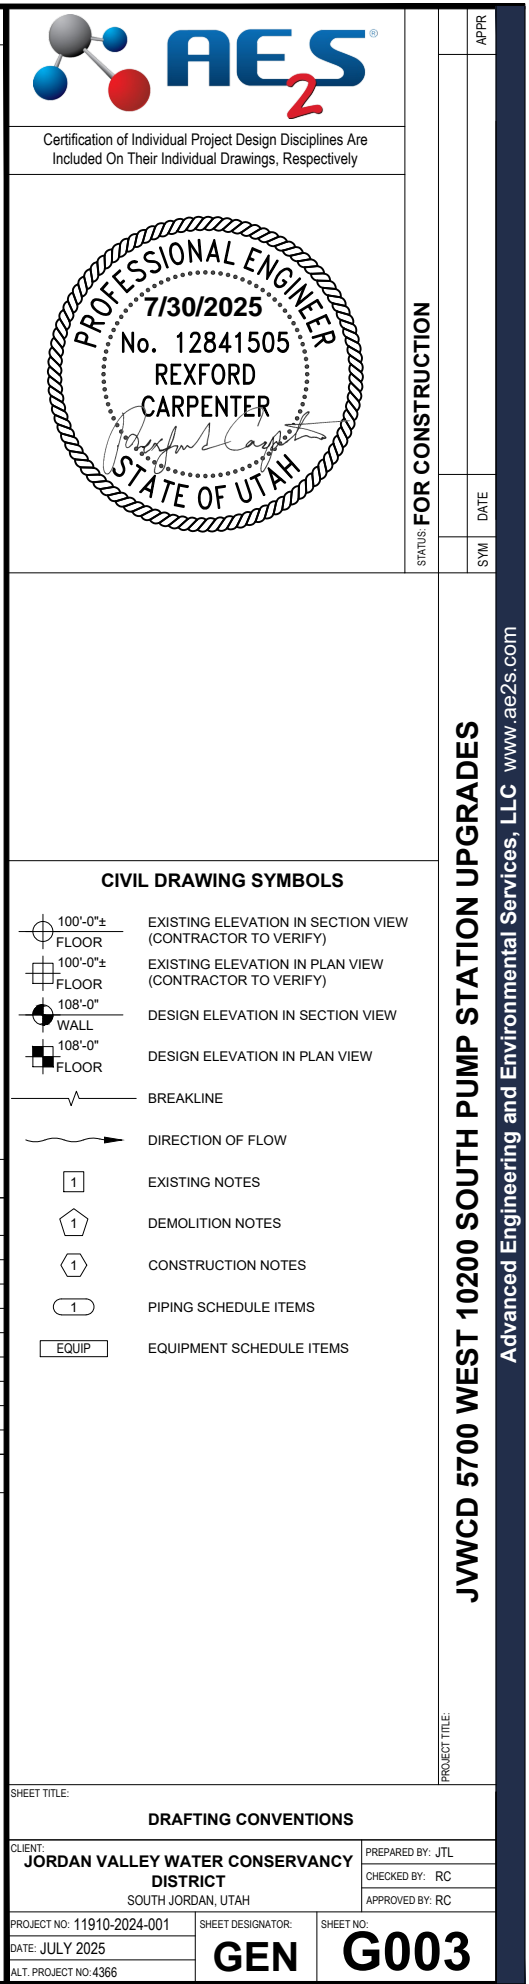 AE2S®
Certification of Individual Project Design Disciplines Are
Included On Their Individual Drawings, Respectively
PROFESSIONAL ENGINEER
7/30/2025
No. 12841505
REXFORD
CARPENTER
STATE OF UTAH
STATUS: FOR CONSTRUCTION
SYM DATE APPR
CIVIL DRAWING SYMBOLS
100'-0"± EXISTING ELEVATION IN SECTION VIEW
FLOOR (CONTRACTOR TO VERIFY)
100'-0"± EXISTING ELEVATION IN PLAN VIEW
FLOOR (CONTRACTOR TO VERIFY)
108'-0"
WALL DESIGN ELEVATION IN SECTION VIEW
108'-0"
FLOOR DESIGN ELEVATION IN PLAN VIEW
BREAKLINE
DIRECTION OF FLOW
1 EXISTING NOTES
1 DEMOLITION NOTES
1 CONSTRUCTION NOTES
1 PIPING SCHEDULE ITEMS
EQUIP EQUIPMENT SCHEDULE ITEMS
PROJECT TITLE:
JVWCD 5700 WEST 10200 SOUTH PUMP STATION UPGRADES
Advanced Engineering and Environmental Services, LLC www.ae2s.com
SHEET TITLE:
DRAFTING CONVENTIONS
CLIENT:
JORDAN VALLEY WATER CONSERVANCY
DISTRICT
SOUTH JORDAN, UTAH
PREPARED BY: JTL
CHECKED BY: RC
APPROVED BY: RC
PROJECT NO: 11910-2024-001
DATE: JULY 2025
ALT. PROJECT NO: 4366
SHEET DESIGNATOR:
GEN
SHEET NO:
G003